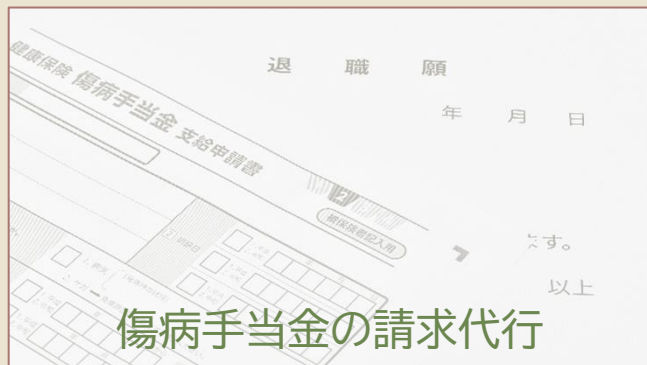 退　職　願
年　月　日
健康保険 傷病手当金 支給申請書
2
被保険者記入用
す。
以上
傷病手当金の請求代行